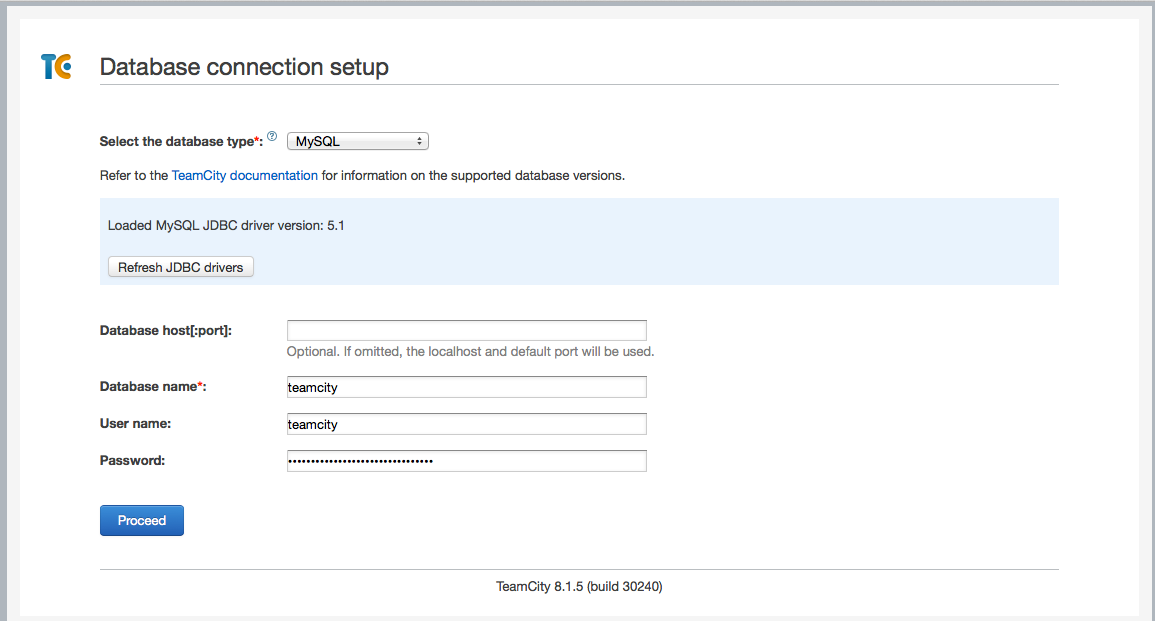 TC
Database connection setup
Select the database type*: ? MySQL
Refer to the TeamCity documentation for information on the supported database versions.
Loaded MySQL JDBC driver version: 5.1
Refresh JDBC drivers
Database host[:port]:
Optional. If omitted, the localhost and default port will be used.
Database name*: teamcity
User name: teamcity
Password: ••••••••••••••••••••••••••••••••
Proceed
TeamCity 8.1.5 (build 30240)